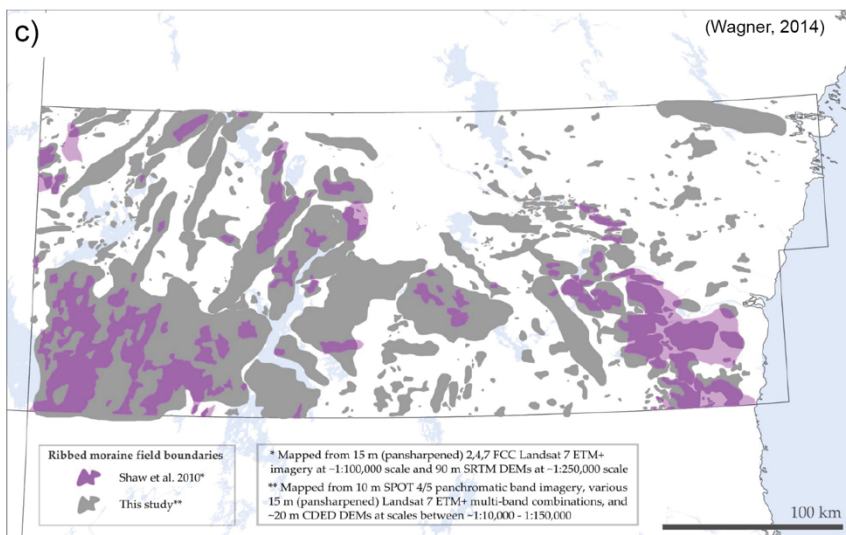 c)
(Wagner, 2014)
Ribbed moraine field boundaries
Shaw et al. 2010*
This study**
* Mapped from 15 m (pansharpened) 2,4,7 FCC Landsat 7 ETM+
imagery at ~1:100,000 scale and 90 m SRTM DEMs at ~1:250,000 scale
** Mapped from 10 m SPOT 4/5 panchromatic band imagery, various
15 m (pansharpened) Landsat 7 ETM+ multi-band combinations, and
~20 m CDED DEMs at scales between ~1:10,000 - 1:150,000
100 km